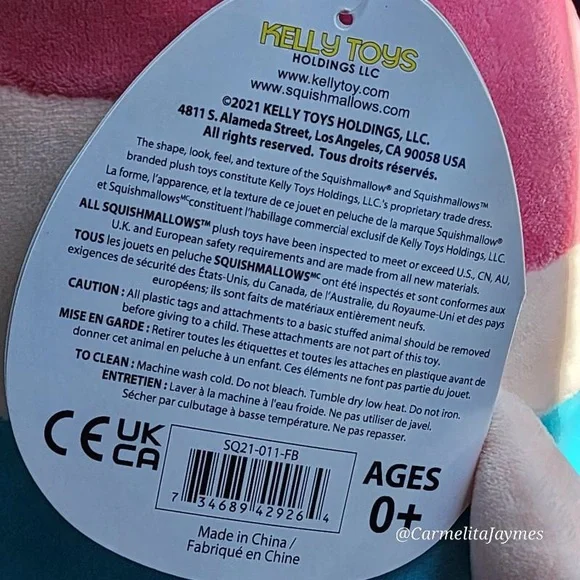 KELLY TOYS
HOLDINGS LLC
www.kellytoy.com
www.squishmallows.com
©2021 KELLY TOYS HOLDINGS, LLC.
4811 S. Alameda Street, Los Angeles, CA 90058 USA
All rights reserved. Tous droits réservés.
The shape, look, feel, and texture of the Squishmallow® and Squishmallows™
branded plush toys constitute Kelly Toys Holdings, LLC.'s proprietary trade dress.
La forme, l'apparence, et la texture de ce jouet en peluche de la marque Squishmallow®
et Squishmallows MC constituent l'habillage commercial exclusif de Kelly Toys Holdings, LLC.
ALL SQUISHMALLOWS™ plush toys have been inspected to meet or exceed U.S., CN, AU,
U.K. and European safety requirements and are made from all new materials.
TOUS les jouets en peluche SQUISHMALLOWS MC ont été inspectés et sont conformes aux
exigences de sécurité des États-Unis, du Canada, de l'Australie, du Royaume-Uni et des pays
européens; ils sont faits de matériaux entièrement neufs.
CAUTION : All plastic tags and attachments to a basic stuffed animal should be removed
before giving to a child. These attachments are not part of this toy.
MISE EN GARDE : Retirer toutes les étiquettes et toutes les attaches en plastique avant de
donner cet animal en peluche à un enfant. Ces éléments ne font pas partie du jouet.
TO CLEAN : Machine wash cold. Do not bleach. Tumble dry low heat. Do not iron.
ENTRETIEN : Laver à la machine à l'eau froide. Ne pas utiliser de javel.
Sécher par culbutage à basse température. Ne pas repasser.
CE UK CA
SQ21-011-FB
7 34689 42926 4
AGES
0+
Made in China /
Fabriqué en Chine
@CarmelitaJaymes